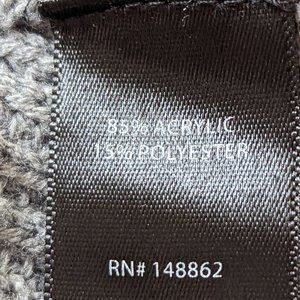 85% ACRYLIC
15% POLYESTER
RN# 148862